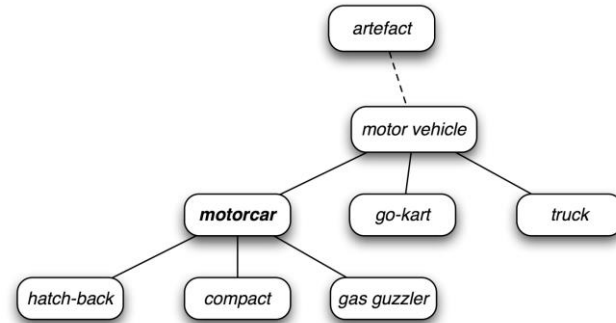 artefact
motor vehicle
motorcar
go-kart
truck
hatch-back
compact
gas guzzler